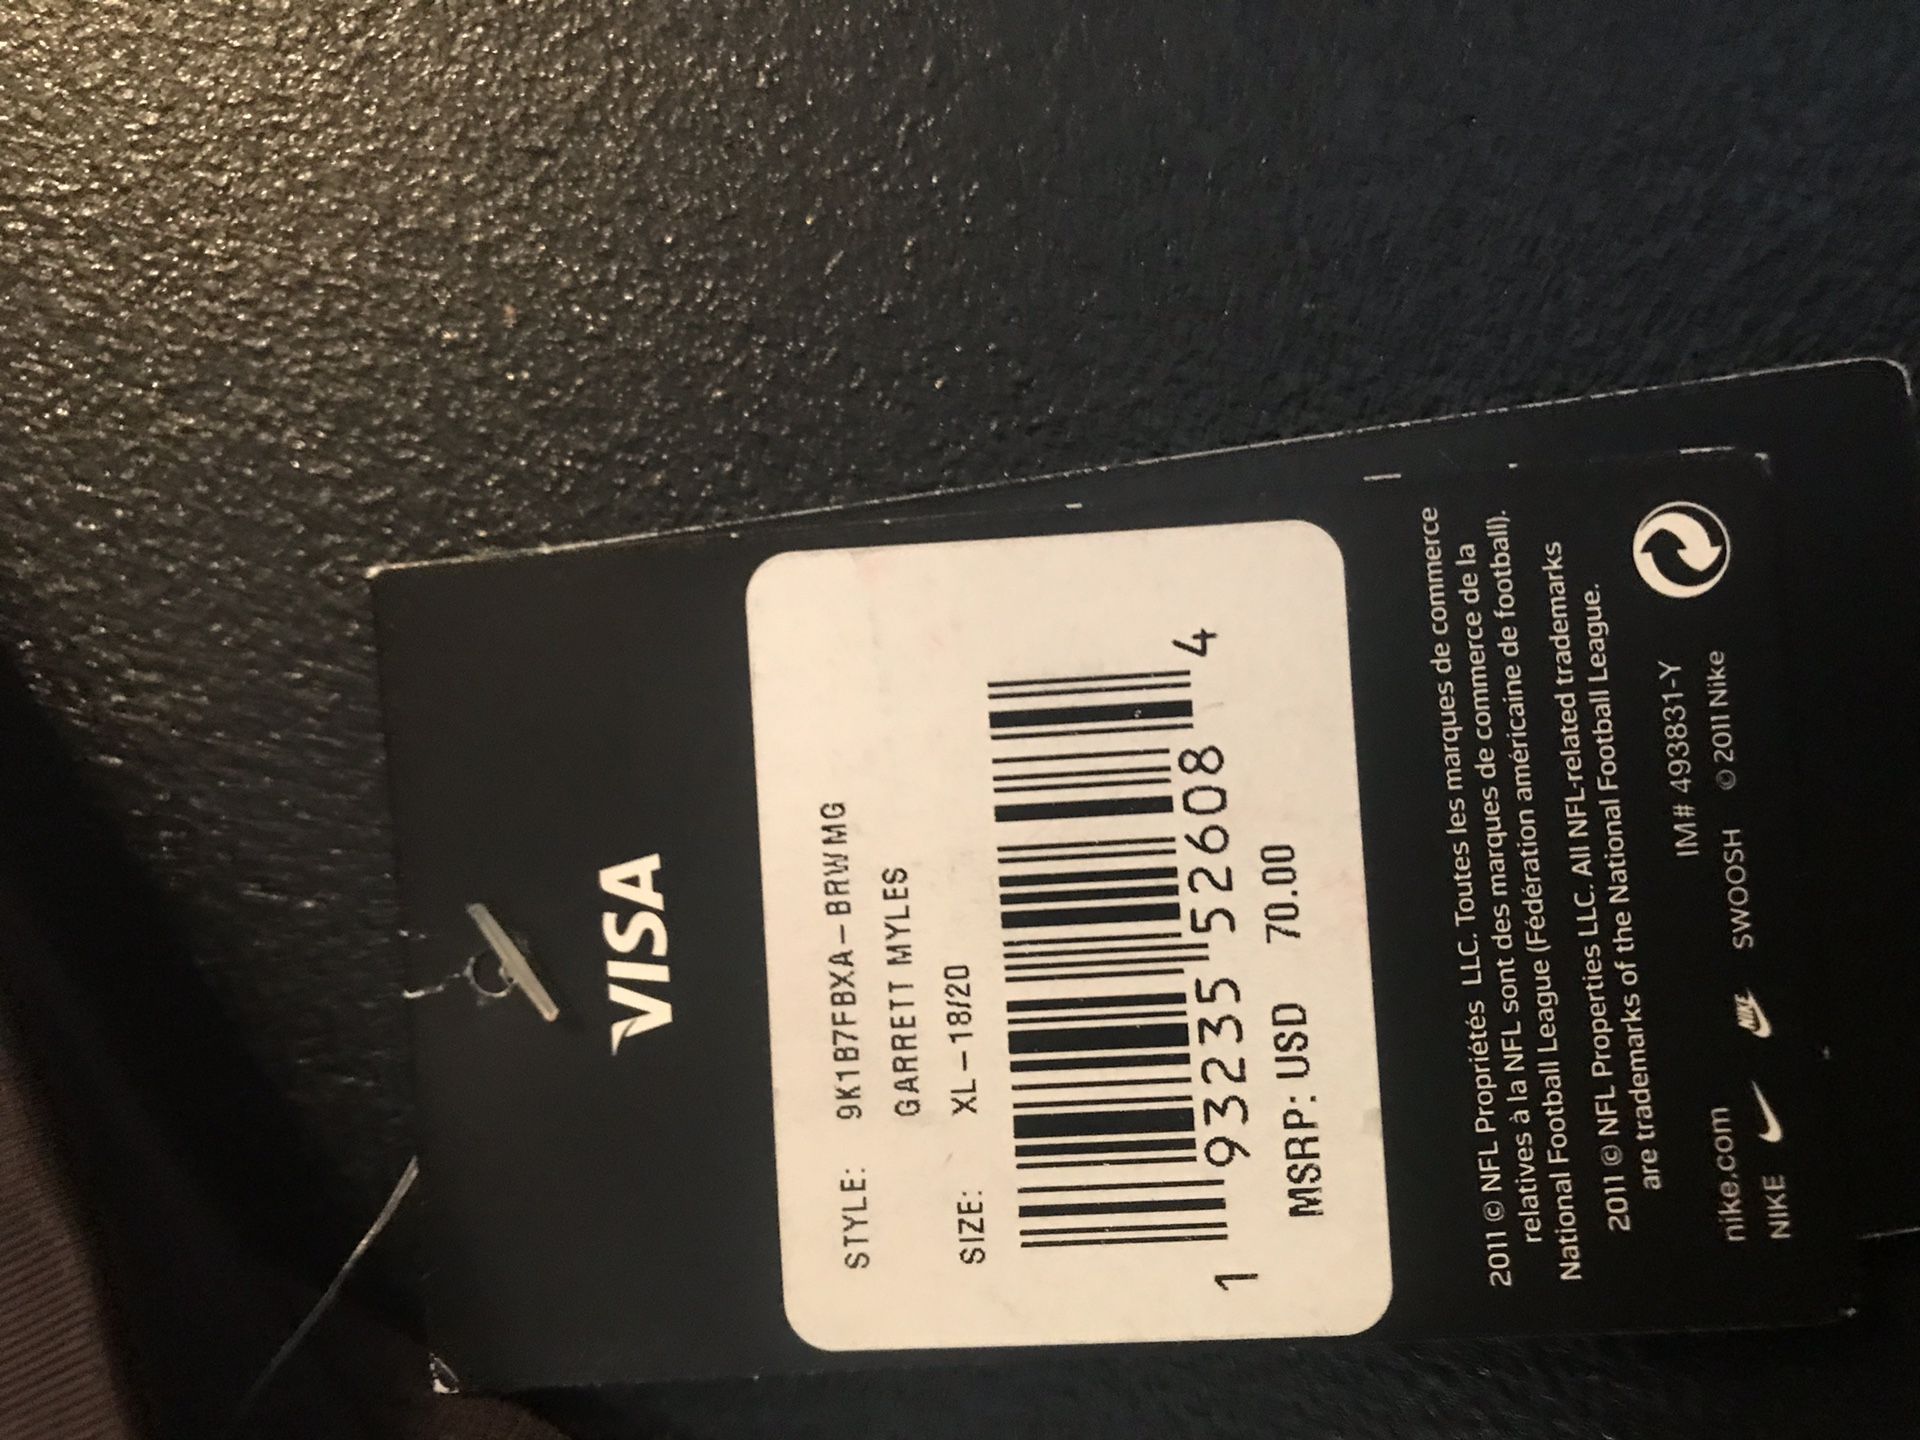 VISA
STYLE: 9K1B7FBXA-BRWMG
GARRETT MYLES
SIZE: XL-18/20
1 93235 52608 4
MSRP: USD 70.00
2011 © NFL Propriétés LLC. Toutes les marques de commerce
relatives à la NFL sont des marques de commerce de la
National Football League (Fédération américaine de football).
2011 © NFL Properties LLC. All NFL-related trademarks
are trademarks of the National Football League.
IM# 493831-Y
nike.com
NIKE NIKE SWOOSH © 2011 Nike